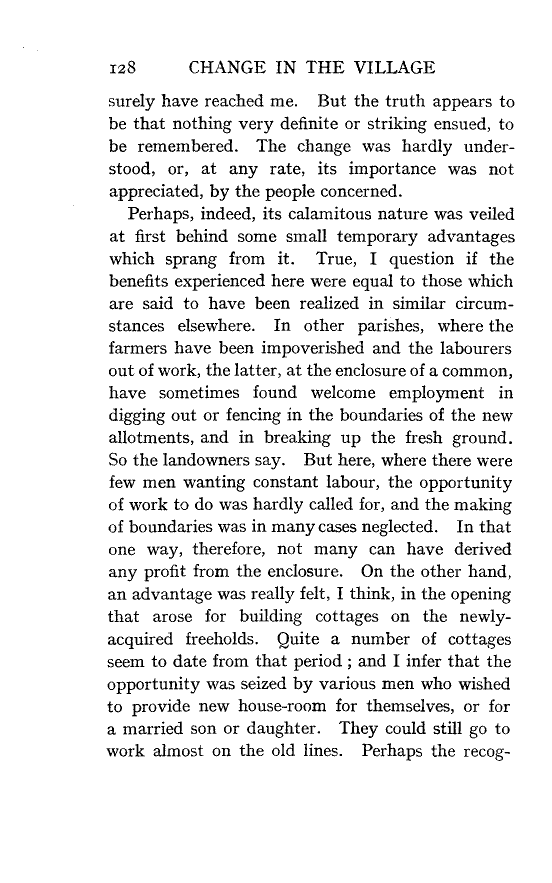 128 CHANGE IN THE VILLAGE
surely have reached me. But the truth appears to
be that nothing very definite or striking ensued, to
be remembered. The change was hardly under-
stood, or, at any rate, its importance was not
appreciated, by the people concerned.
Perhaps, indeed, its calamitous nature was veiled
at first behind some small temporary advantages
which sprang from it. True, I question if the
benefits experienced here were equal to those which
are said to have been realized in similar circum-
stances elsewhere. In other parishes, where the
farmers have been impoverished and the labourers
out of work, the latter, at the enclosure of a common,
have sometimes found welcome employment in
digging out or fencing in the boundaries of the new
allotments, and in breaking up the fresh ground.
So the landowners say. But here, where there were
few men wanting constant labour, the opportunity
of work to do was hardly called for, and the making
of boundaries was in many cases neglected. In that
one way, therefore, not many can have derived
any profit from the enclosure. On the other hand,
an advantage was really felt, I think, in the opening
that arose for building cottages on the newly-
acquired freeholds. Quite a number of cottages
seem to date from that period ; and I infer that the
opportunity was seized by various men who wished
to provide new house-room for themselves, or for
a married son or daughter. They could still go to
work almost on the old lines. Perhaps the recog-